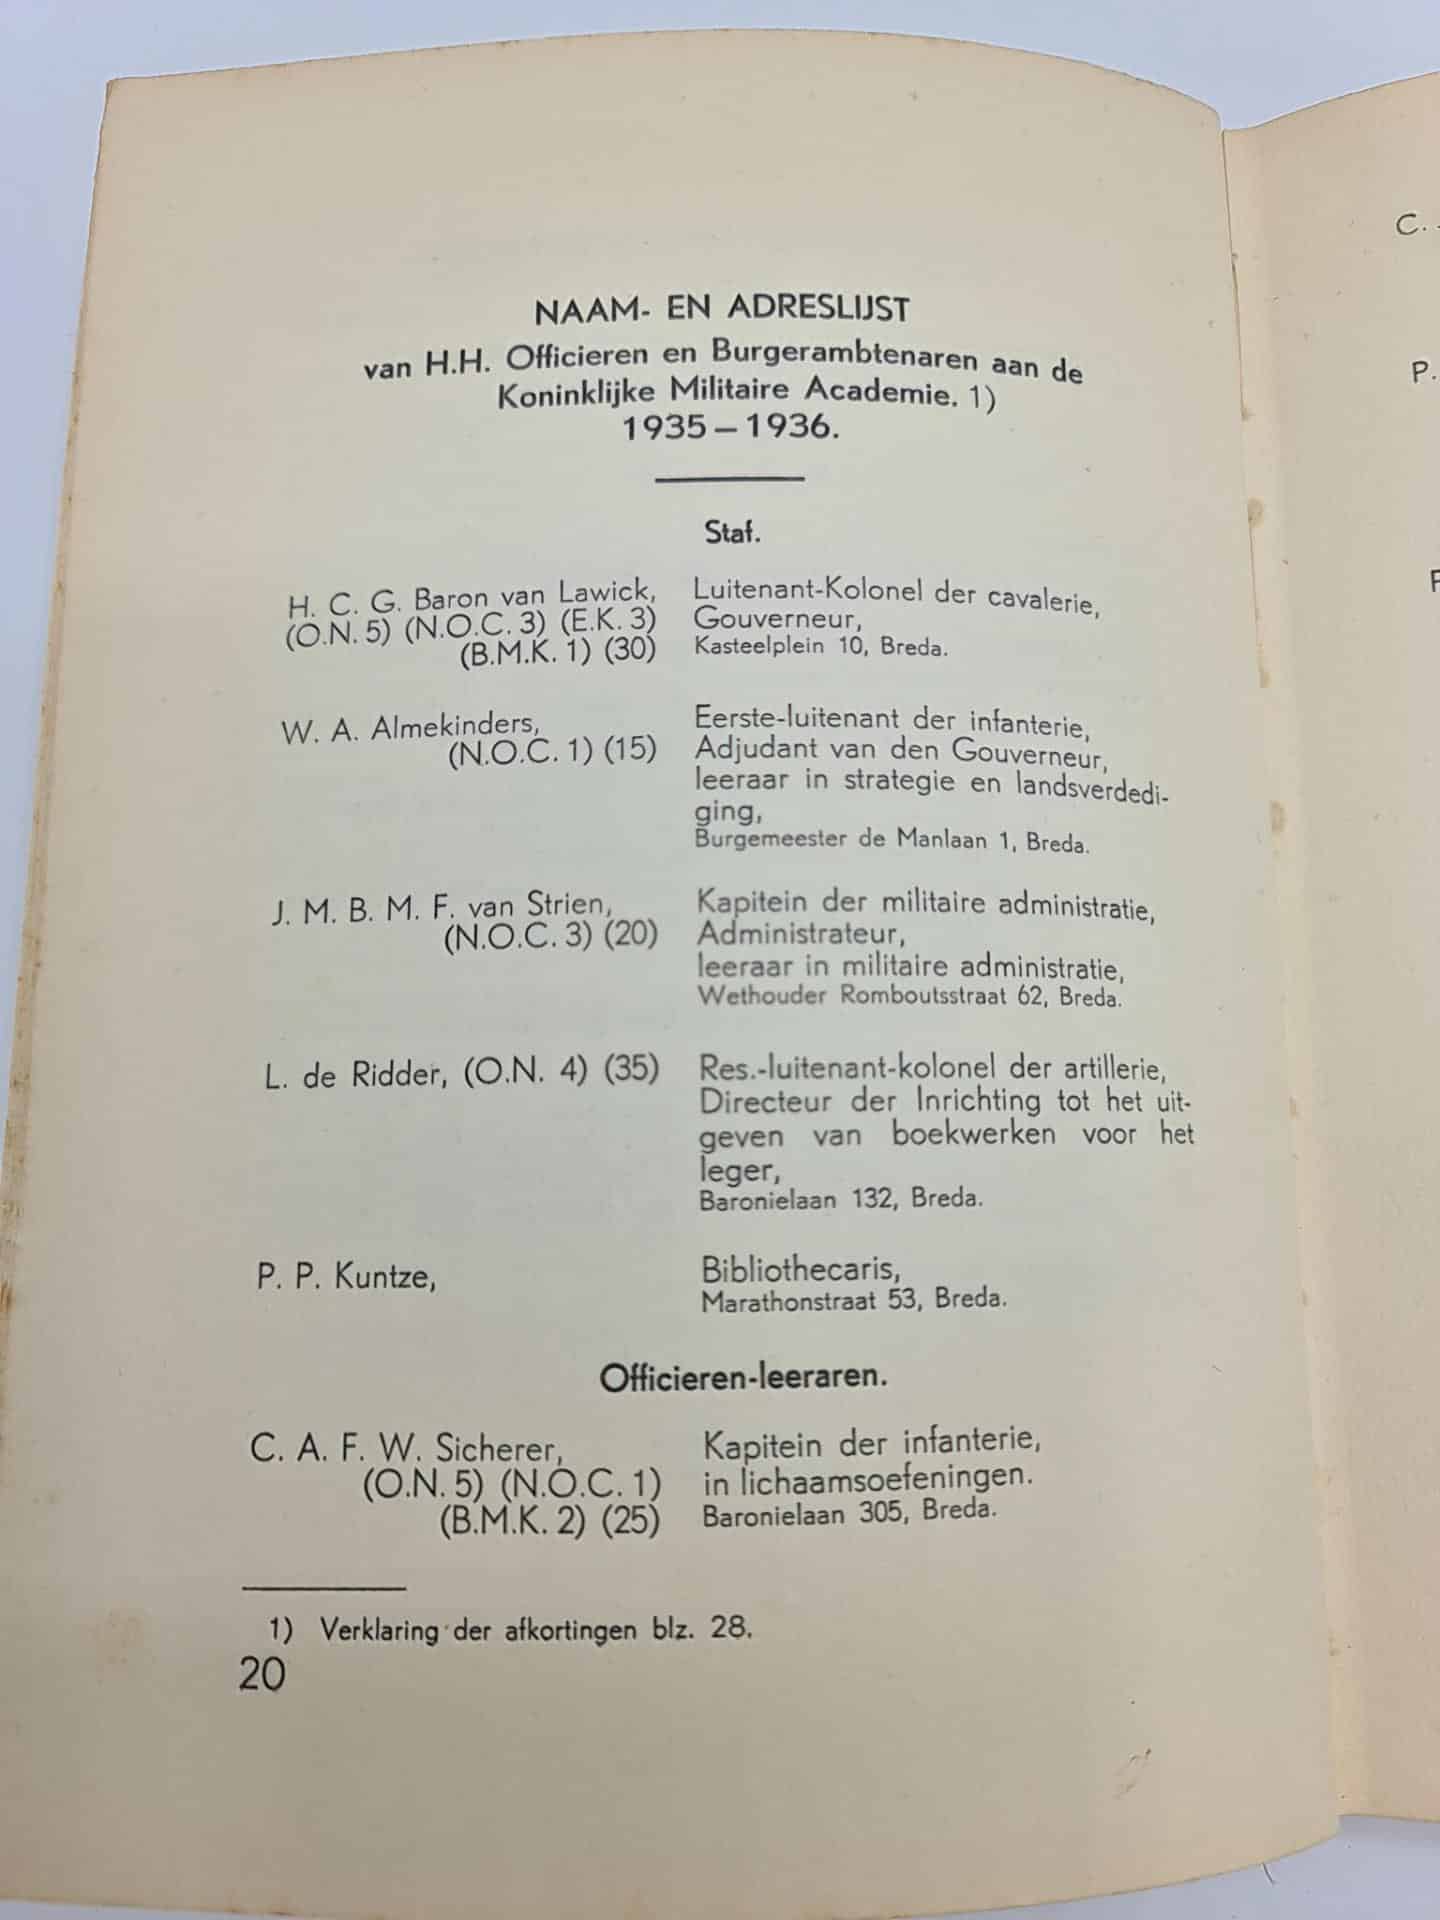 NAAM- EN ADRESLIJST
van H.H. Officieren en Burgerambtenaren aan de
Koninklijke Militaire Academie. 1)
1935 – 1936.
Staf.
H. C. G. Baron van Lawick, Luitenant-Kolonel der cavalerie,
(O.N. 5) (N.O.C. 3) (E.K. 3) Gouverneur,
(B.M.K. 1) (30) Kasteelplein 10, Breda.
W. A. Almekinders, Eerste-luitenant der infanterie,
(N.O.C. 1) (15) Adjudant van den Gouverneur,
leeraar in strategie en landsverdedi-
ging,
Burgemeester de Manlaan 1, Breda.
J. M. B. M. F. van Strien, Kapitein der militaire administratie,
(N.O.C. 3) (20) Administrateur,
leeraar in militaire administratie,
Wethouder Romboutsstraat 62, Breda.
L. de Ridder, (O.N. 4) (35) Res.-luitenant-kolonel der artillerie,
Directeur der Inrichting tot het uit-
geven van boekwerken voor het
leger,
Baronielaan 132, Breda.
P. P. Kuntze, Bibliothecaris,
Marathonstraat 53, Breda.
Officieren-leeraren.
C. A. F. W. Sicherer, Kapitein der infanterie,
(O.N. 5) (N.O.C. 1) in lichaamsoefeningen.
(B.M.K. 2) (25) Baronielaan 305, Breda.
1) Verklaring der afkortingen blz. 28.
20
C.
P.